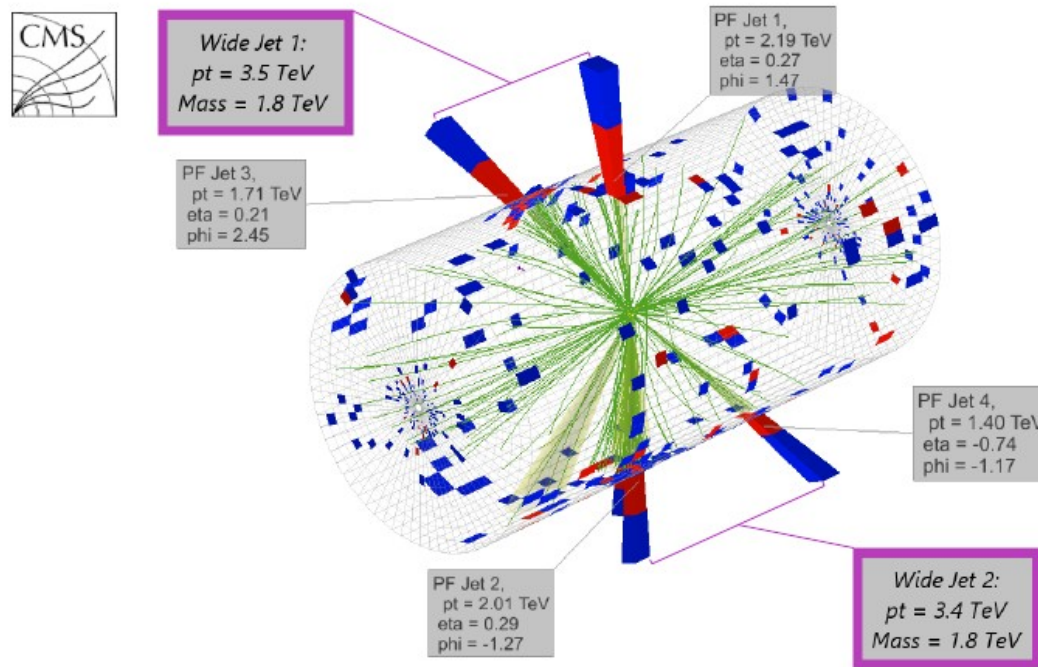 CMS
Wide Jet 1:
pt = 3.5 TeV
Mass = 1.8 TeV
PF Jet 1,
pt = 2.19 TeV
eta = 0.27
phi = 1.47
PF Jet 3,
pt = 1.71 TeV
eta = 0.21
phi = 2.45
PF Jet 4,
pt = 1.40 TeV
eta = -0.74
phi = -1.17
PF Jet 2,
pt = 2.01 TeV
eta = 0.29
phi = -1.27
Wide Jet 2:
pt = 3.4 TeV
Mass = 1.8 TeV